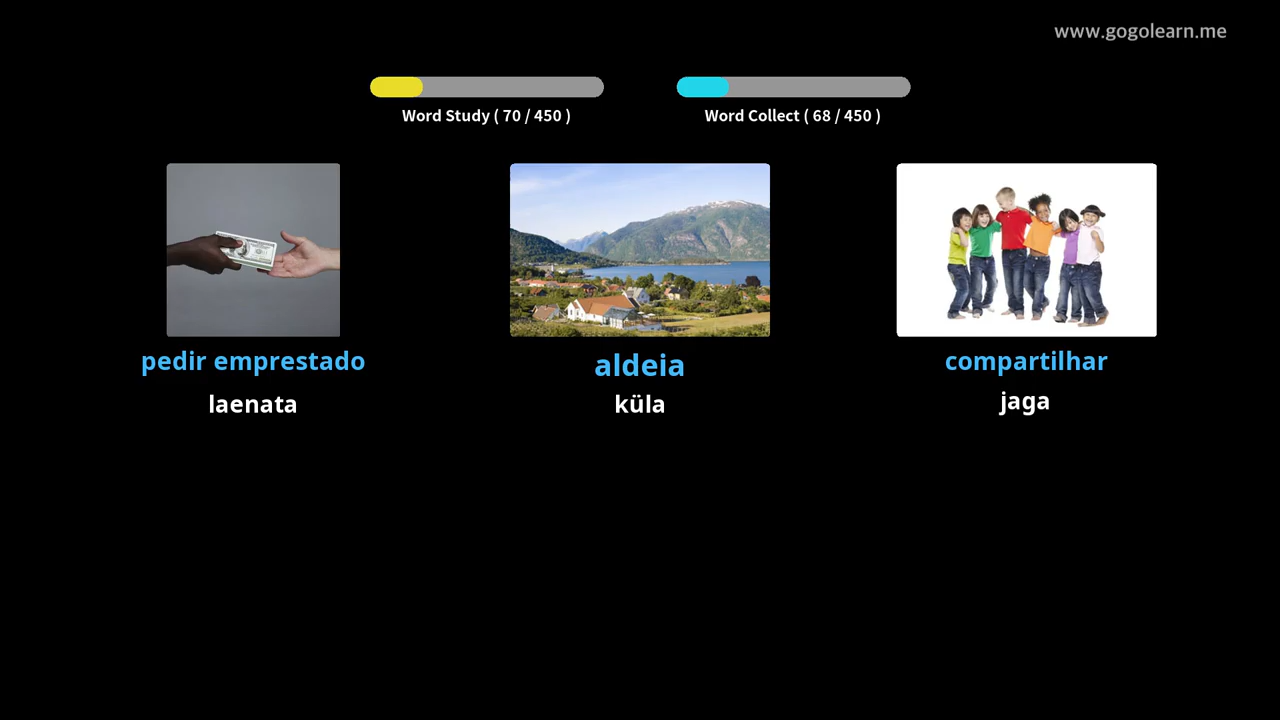 www.gogolearn.me
Word Study ( 70 / 450 )
Word Collect ( 68 / 450 )
pedir emprestado
laenata
aldeia
küla
compartilhar
jaga